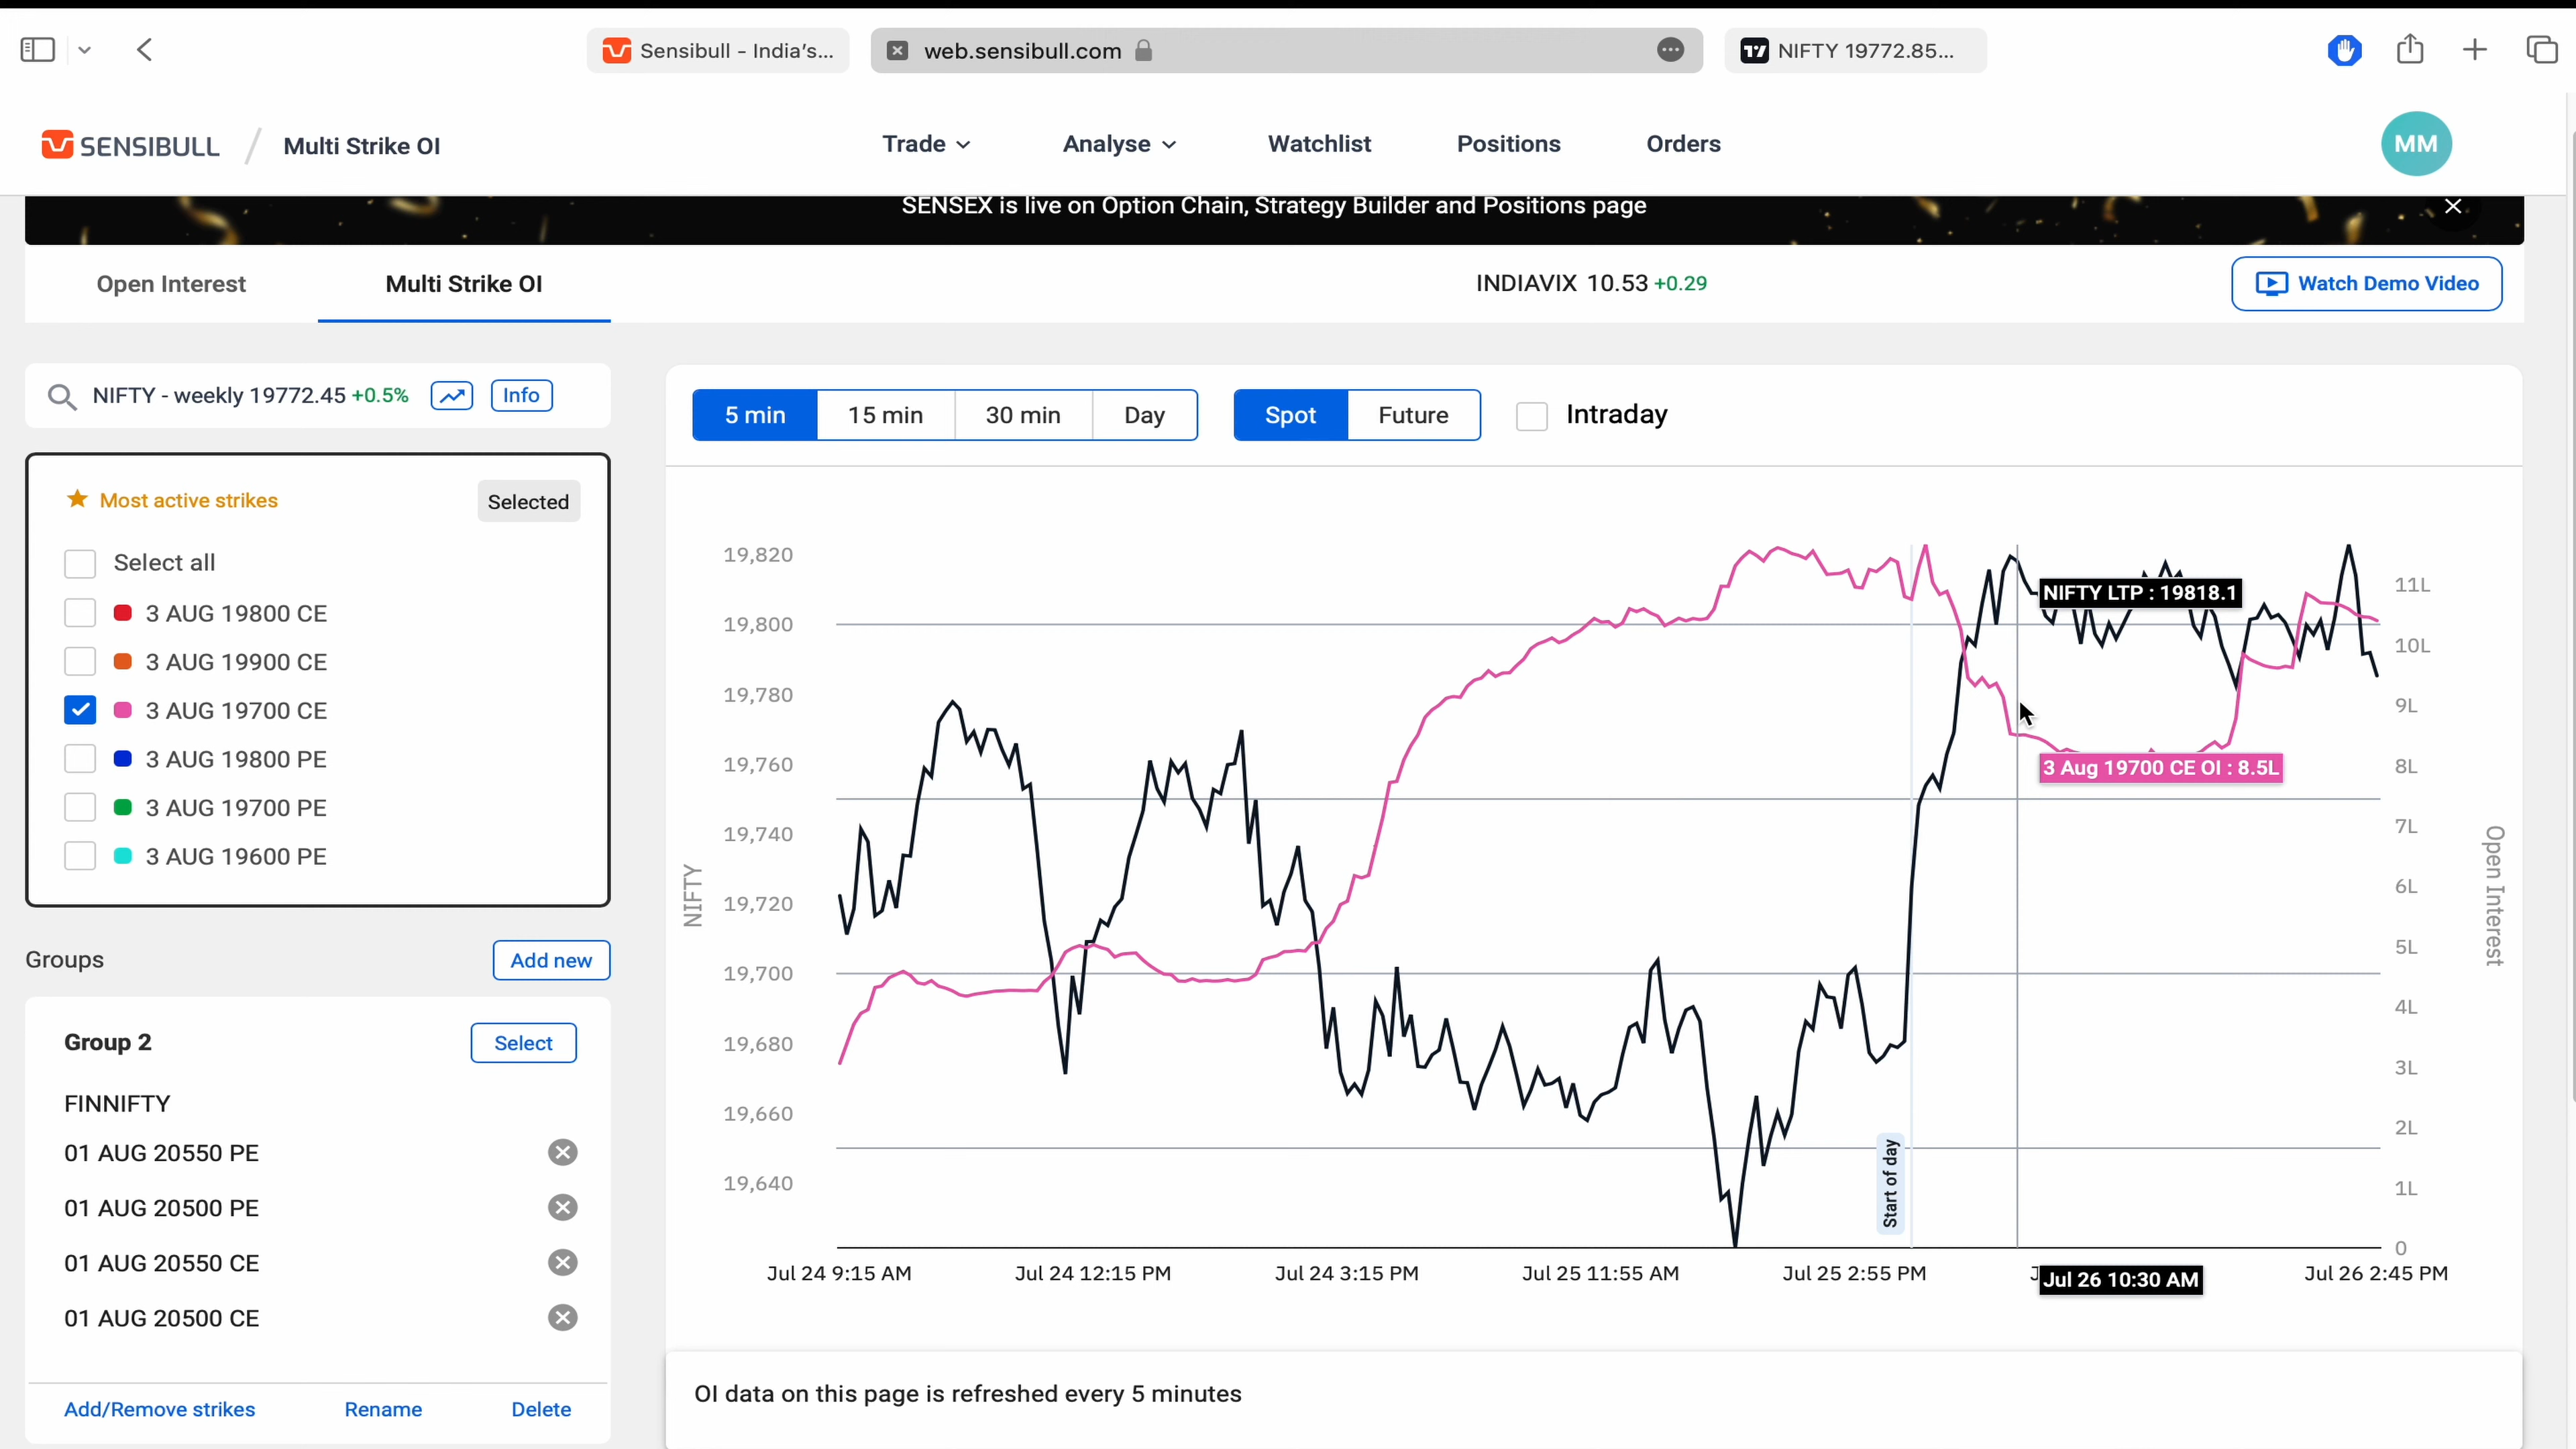 Sensibull - India's...
web.sensibull.com
NIFTY 19772.85...
SENSIBULL / Multi Strike OI
Trade
Analyse
Watchlist
Positions
Orders
MM
SENSEX is live on Option Chain, Strategy Builder and Positions page
Open Interest
Multi Strike OI
INDIAVIX 10.53 +0.29
Watch Demo Video
NIFTY - weekly 19772.45 +0.5%
Info
Most active strikes
Selected
Select all
3 AUG 19800 CE
3 AUG 19900 CE
3 AUG 19700 CE
3 AUG 19800 PE
3 AUG 19700 PE
3 AUG 19600 PE
Groups
Add new
Group 2
Select
FINNIFTY
01 AUG 20550 PE
01 AUG 20500 PE
01 AUG 20550 CE
01 AUG 20500 CE
Add/Remove strikes
Rename
Delete
5 min
15 min
30 min
Day
Spot
Future
Intraday
19,820
19,800
19,780
19,760
19,740
19,720
19,700
19,680
19,660
19,640
NIFTY
NIFTY LTP : 19818.1
3 Aug 19700 CE OI : 8.5L
Start of day
11L
10L
9L
8L
7L
6L
5L
4L
3L
2L
1L
0
Open Interest
Jul 24 9:15 AM
Jul 24 12:15 PM
Jul 24 3:15 PM
Jul 25 11:55 AM
Jul 25 2:55 PM
Jul 26 10:30 AM
Jul 26 2:45 PM
OI data on this page is refreshed every 5 minutes